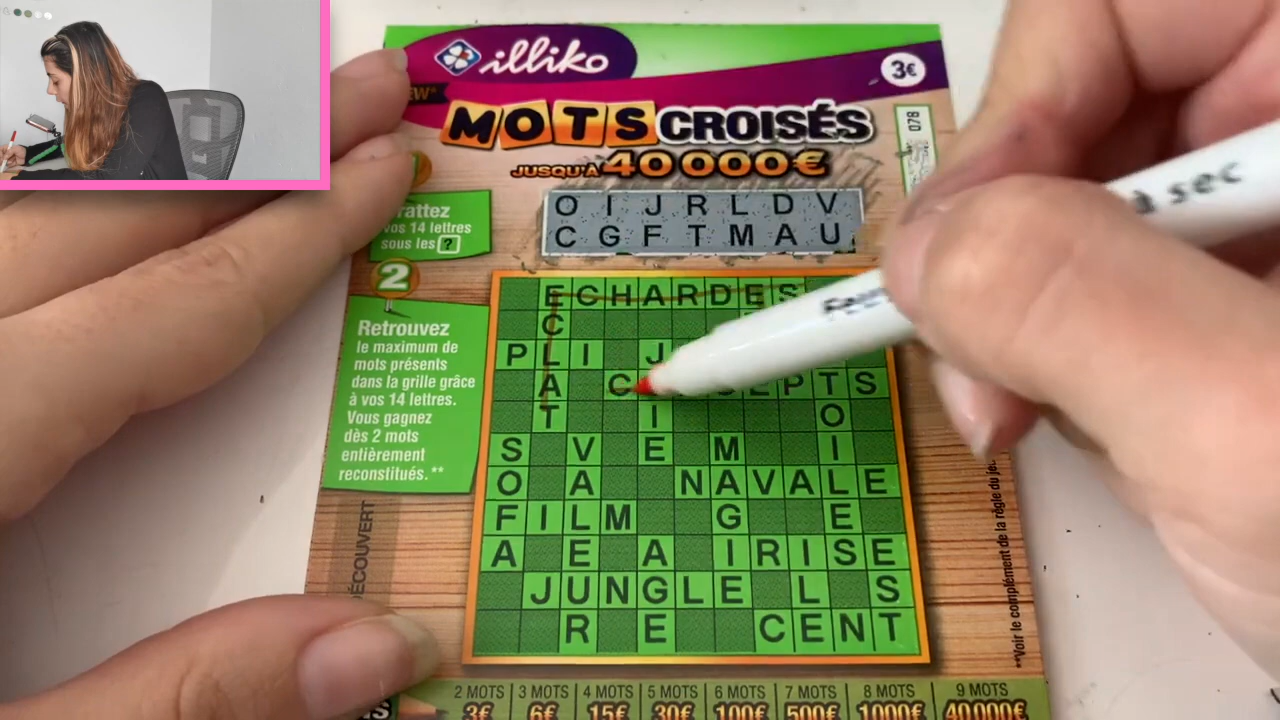 illiko
3€
MOTS CROISÉS
JUSQU'À 40 000€
078
O I J R L D V
C G F T M A U
vos 14 lettres
sous les ?
2
Retrouvez
le maximum de
mots présents
dans la grille grâce
à vos 14 lettres.
Vous gagnez
dès 2 mots
entièrement
reconstitués.**
ECHARDES
C
PLI J
A C EPTS
T I O
S V E M I
O A NAVALE
FILM G E
A E A IRISE
JUNGLE L S
R E CENT
DÉCOUVERT
à sec
**Voir le complément de la règle du jeu
2 MOTS 3 MOTS 4 MOTS 5 MOTS 6 MOTS 7 MOTS 8 MOTS 9 MOTS
3€ 6€ 15€ 30€ 100€ 500€ 1000€ 40000€